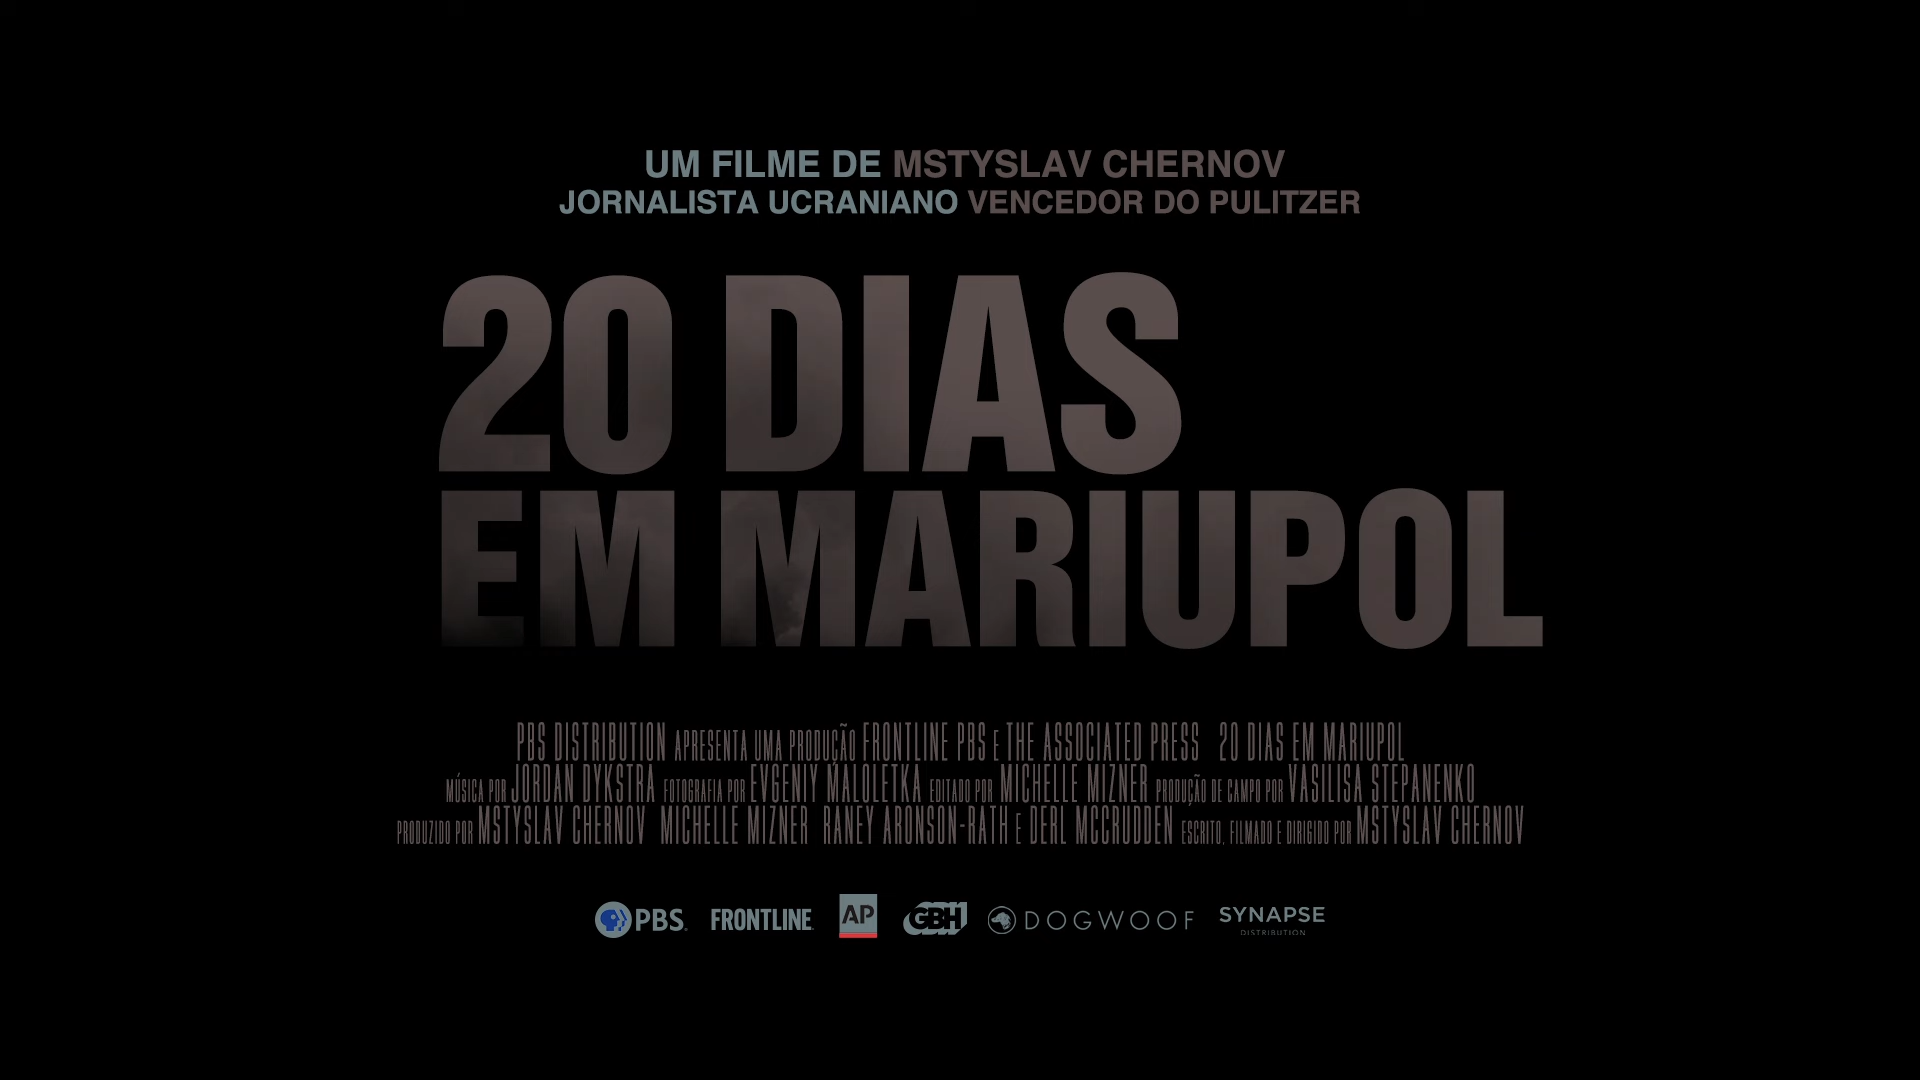 UM FILME DE MSTYSLAV CHERNOV
JORNALISTA UCRANIANO VENCEDOR DO PULITZER
20 DIAS
EM MARIUPOL
PBS DISTRIBUTION APRESENTA UMA PRODUÇÃO FRONTLINE PBS E THE ASSOCIATED PRESS 20 DIAS EM MARIUPOL
MÚSICA POR JORDAN DYKSTRA FOTOGRAFIA POR EVGENIY MALOLETKA EDITADO POR MICHELLE MIZNER PRODUÇÃO DE CAMPO POR VASILISA STEPANENKO
PRODUZIDO POR MSTYSLAV CHERNOV MICHELLE MIZNER RANEY ARONSON-RATH E DERL MCCRUDDEN ESCRITO, FILMADO E DIRIGIDO POR MSTYSLAV CHERNOV
PBS FRONTLINE AP GBH DOGWOOF SYNAPSE
DISTRIBUTION